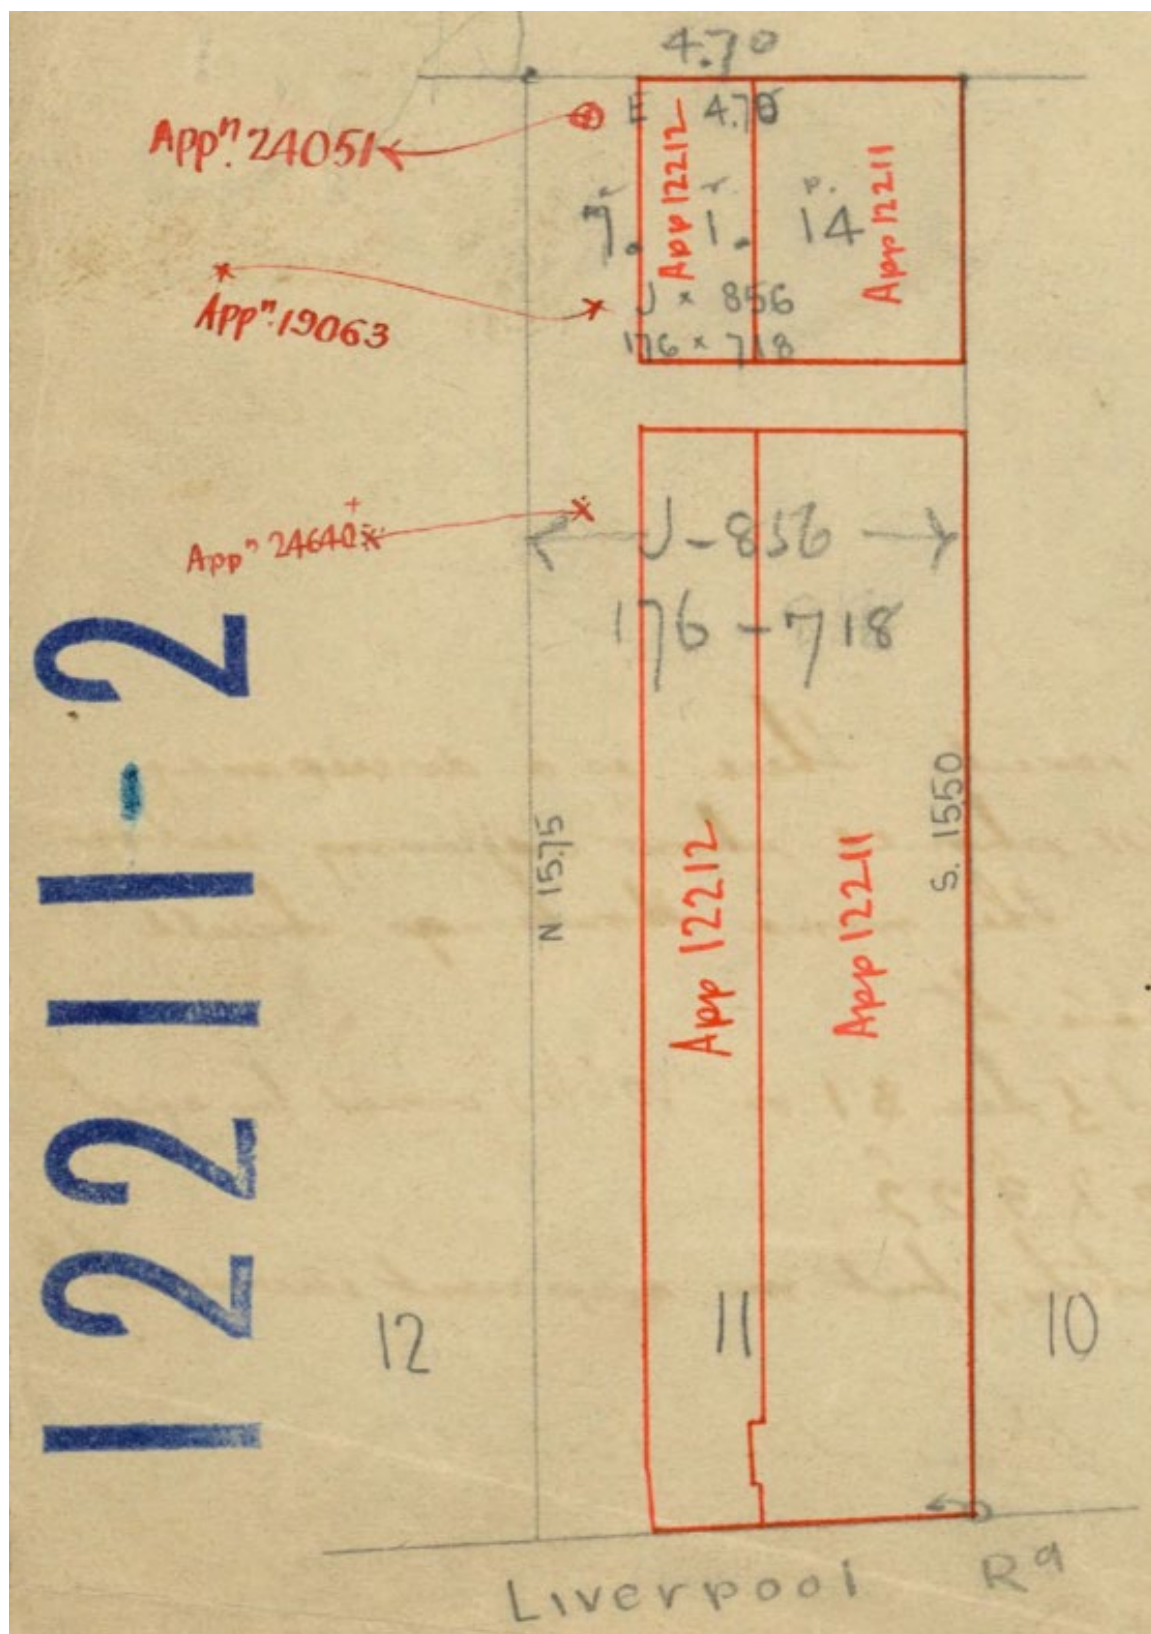 4.70
E 4.70
App.ⁿ 24051
App 12212
App 12211
a. r. p.
7. 1. 14
Appⁿ. 19063
J × 856
176 × 718
Appⁿ 24640
J - 856
176 - 718
12211-2
N 1575
S. 1550
App 12212
App 12211
12
11
10
Liverpool Rᵈ